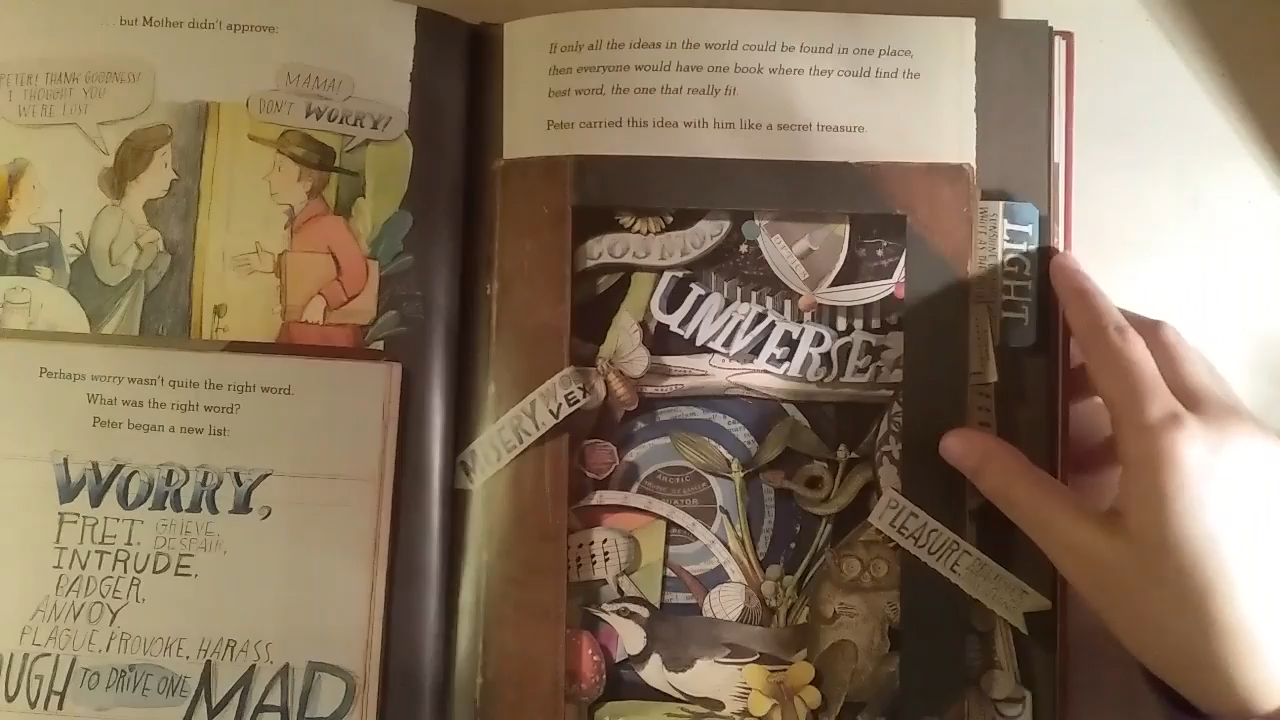 . . . but Mother didn't approve:
PETER! THANK GOODNESS!
I THOUGHT YOU
WERE LOST
MAMA!
DON'T WORRY!
Perhaps worry wasn't quite the right word.
What was the right word?
Peter began a new list:
WORRY,
FRET, GRIEVE,
DESPAIR,
INTRUDE,
BADGER,
ANNOY,
PLAGUE, PROVOKE, HARASS,
TO DRIVE ONE MAD
If only all the ideas in the world could be found in one place,
then everyone would have one book where they could find the
best word, the one that really fit.
Peter carried this idea with him like a secret treasure.
COSMOS
OPTICS
UNIVERSE
MISERY,
VEX
ARCTIC
PLEASURE
LIGHT